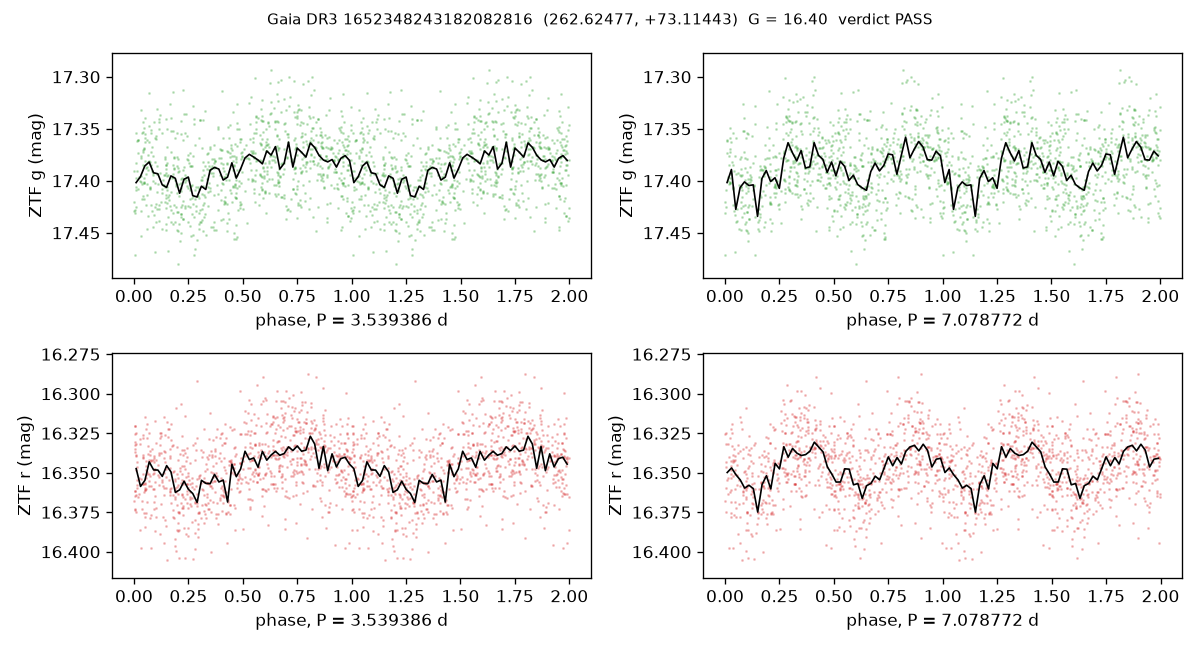 Gaia DR3 1652348243182082816 (262.62477, +73.11443) G = 16.40 verdict PASS
ZTF g (mag)
17.30
17.35
17.40
17.45
0.00 0.25 0.50 0.75 1.00 1.25 1.50 1.75 2.00
phase, P = 3.539386 d
ZTF g (mag)
17.30
17.35
17.40
17.45
0.00 0.25 0.50 0.75 1.00 1.25 1.50 1.75 2.00
phase, P = 7.078772 d
ZTF r (mag)
16.275
16.300
16.325
16.350
16.375
16.400
0.00 0.25 0.50 0.75 1.00 1.25 1.50 1.75 2.00
phase, P = 3.539386 d
ZTF r (mag)
16.275
16.300
16.325
16.350
16.375
16.400
0.00 0.25 0.50 0.75 1.00 1.25 1.50 1.75 2.00
phase, P = 7.078772 d